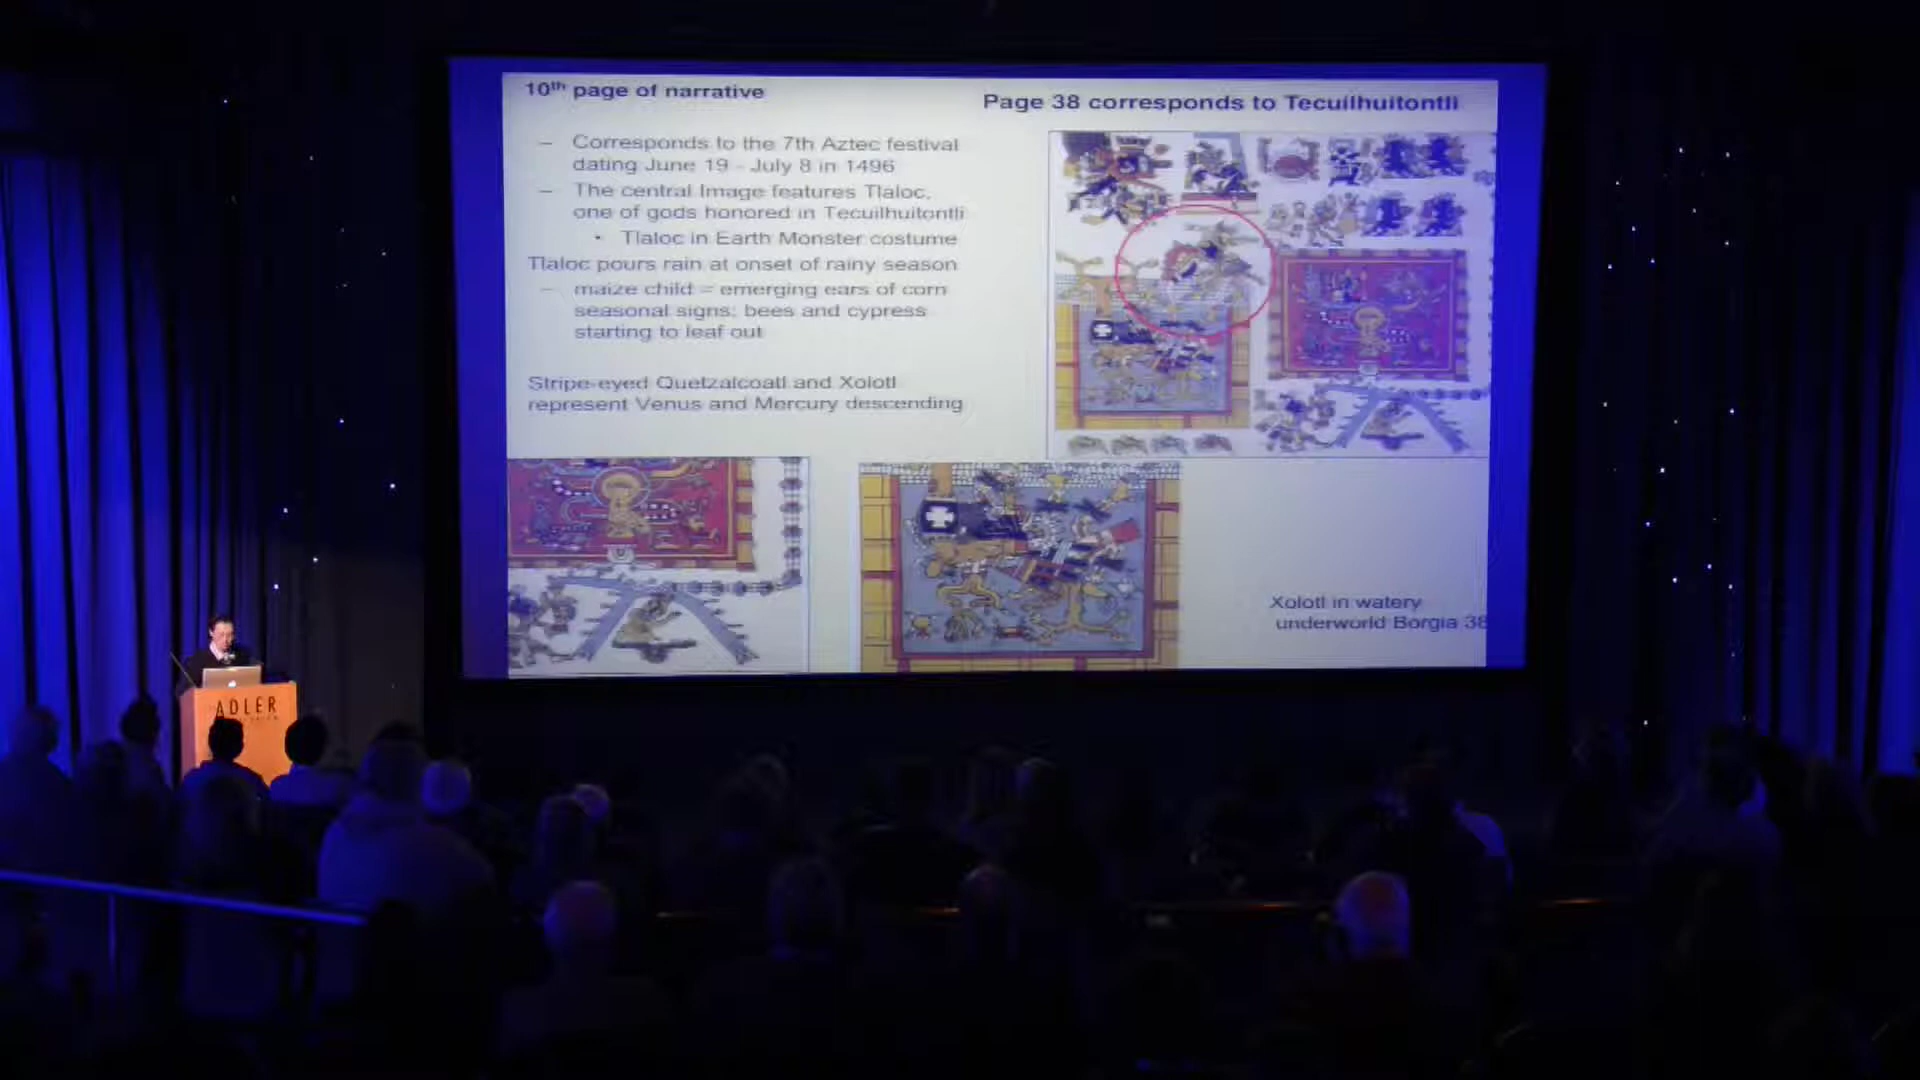 10th page of narrative
Page 38 corresponds to Tecuilhuitontli
– Corresponds to the 7th Aztec festival
dating June 19 - July 8 in 1496
– The central Image features Tlaloc,
one of gods honored in Tecuilhuitontli
• Tlaloc in Earth Monster costume
Tlaloc pours rain at onset of rainy season
– maize child = emerging ears of corn
seasonal signs: bees and cypress
starting to leaf out
Stripe-eyed Quetzalcoatl and Xolotl
represent Venus and Mercury descending
Xolotl in watery
underworld Borgia 38
ADLER